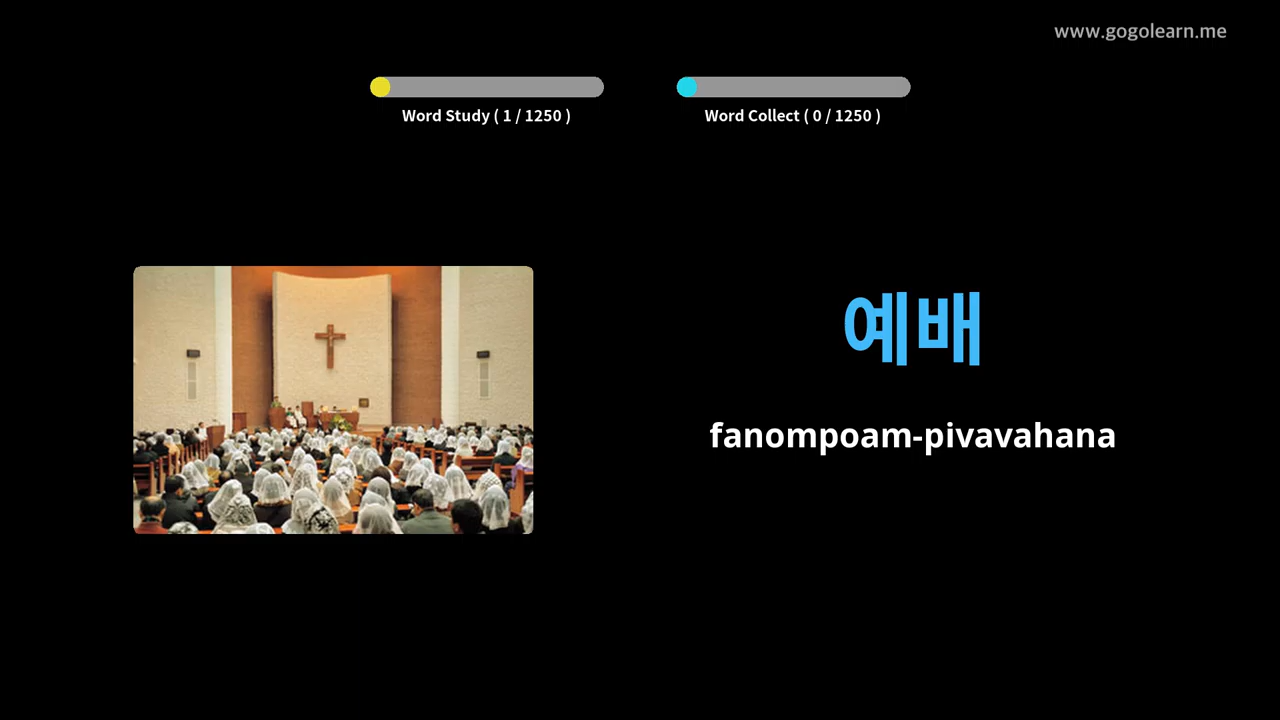 www.gogolearn.me
Word Study ( 1 / 1250 )
Word Collect ( 0 / 1250 )
예배
fanompoam-pivavahana